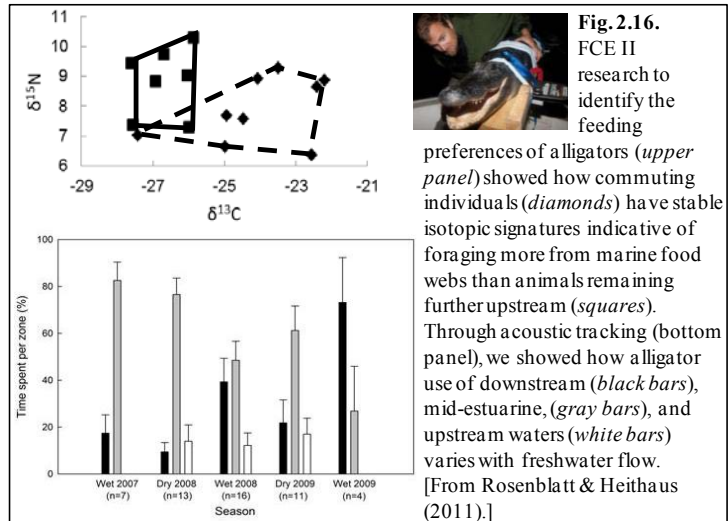 11
10
9
8
7
6
δ15N
-29 -27 -25 -23 -21
δ13C
100
80
60
40
20
0
Time spent per zone (%)
Wet 2007 Dry 2008 Wet 2008 Dry 2009 Wet 2009
(n=7) (n=13) (n=16) (n=11) (n=4)
Season
Fig. 2.16.
FCE II
research to
identify the
feeding
preferences of alligators (upper
panel) showed how commuting
individuals (diamonds) have stable
isotopic signatures indicative of
foraging more from marine food
webs than animals remaining
further upstream (squares).
Through acoustic tracking (bottom
panel), we showed how alligator
use of downstream (black bars),
mid-estuarine, (gray bars), and
upstream waters (white bars)
varies with freshwater flow.
[From Rosenblatt & Heithaus
(2011).]